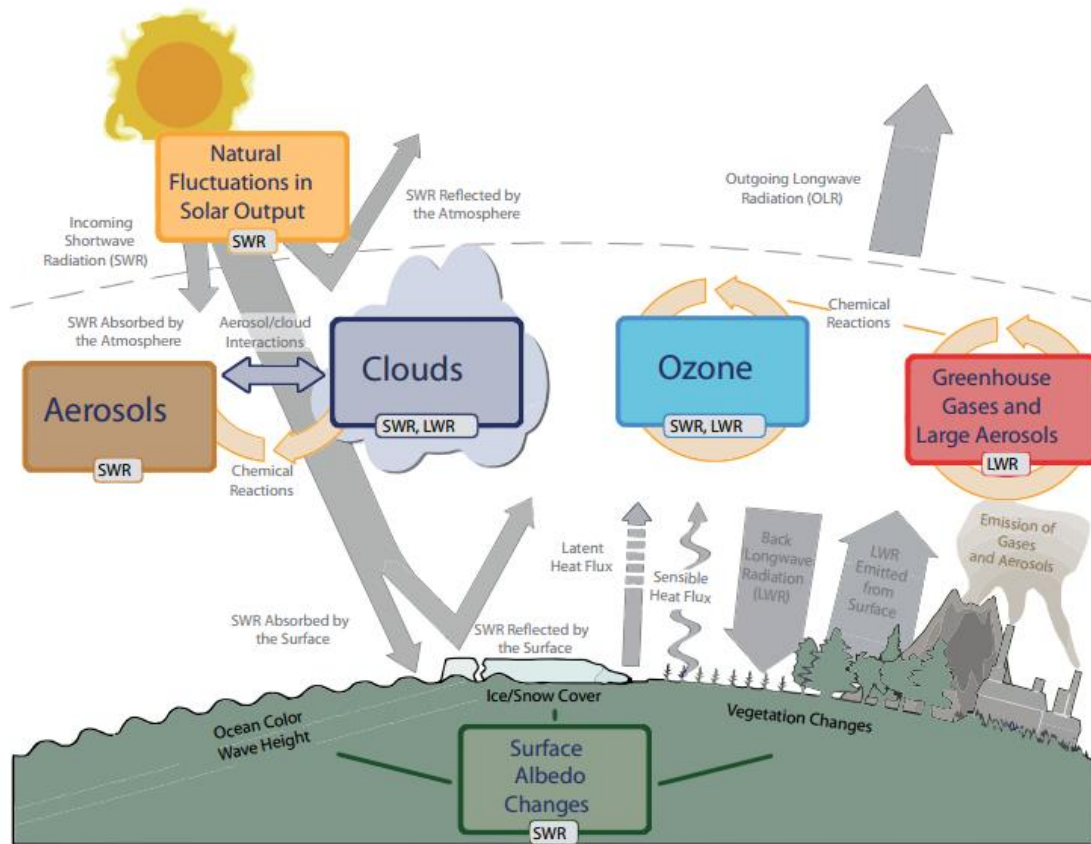 Natural
Fluctuations in
Solar Output
SWR
SWR Reflected by
the Atmosphere
Outgoing Longwave
Radiation (OLR)
Incoming
Shortwave
Radiation (SWR)
SWR Absorbed by
the Atmosphere
Aerosol/cloud
Interactions
Chemical
Reactions
Aerosols
SWR
Clouds
SWR, LWR
Ozone
SWR, LWR
Greenhouse
Gases and
Large Aerosols
LWR
Chemical
Reactions
Latent
Heat Flux
Sensible
Heat Flux
Back
Longwave
Radiation
(LWR)
LWR
Emitted
from
Surface
Emission of
Gases
and Aerosols
SWR Absorbed by
the Surface
SWR Reflected by
the Surface
Ocean Color
Wave Height
Ice/Snow Cover
Vegetation Changes
Surface
Albedo
Changes
SWR